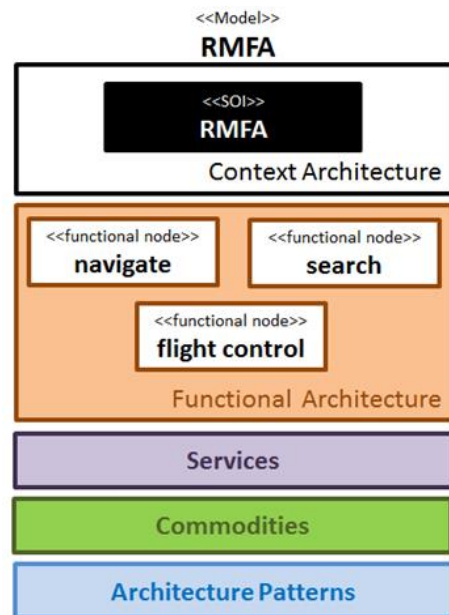 <<Model>>
RMFA
<<SOI>>
RMFA
Context Architecture
<<functional node>>
navigate
<<functional node>>
search
<<functional node>>
flight control
Functional Architecture
Services
Commodities
Architecture Patterns